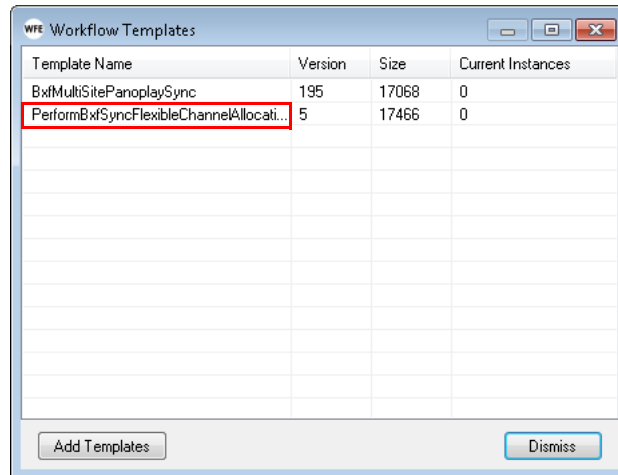 WFE Workflow Templates
Template Name Version Size Current Instances
BxfMultiSitePanoplaySync 195 17068 0
PerformBxfSyncFlexibleChannelAllocati... 5 17466 0
Add Templates Dismiss